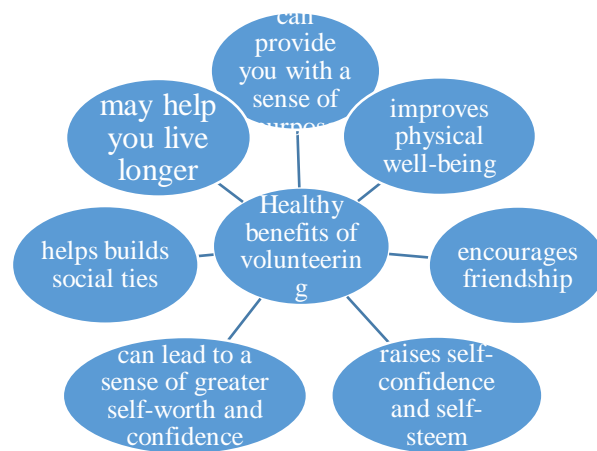 can
provide
you with a
sense of
purpose
improves
physical
well-being
encourages
friendship
raises self-
confidence
and self-
steem
can lead to a
sense of greater
self-worth and
confidence
helps builds
social ties
may help
you live
longer
Healthy
benefits of
volunteerin
g